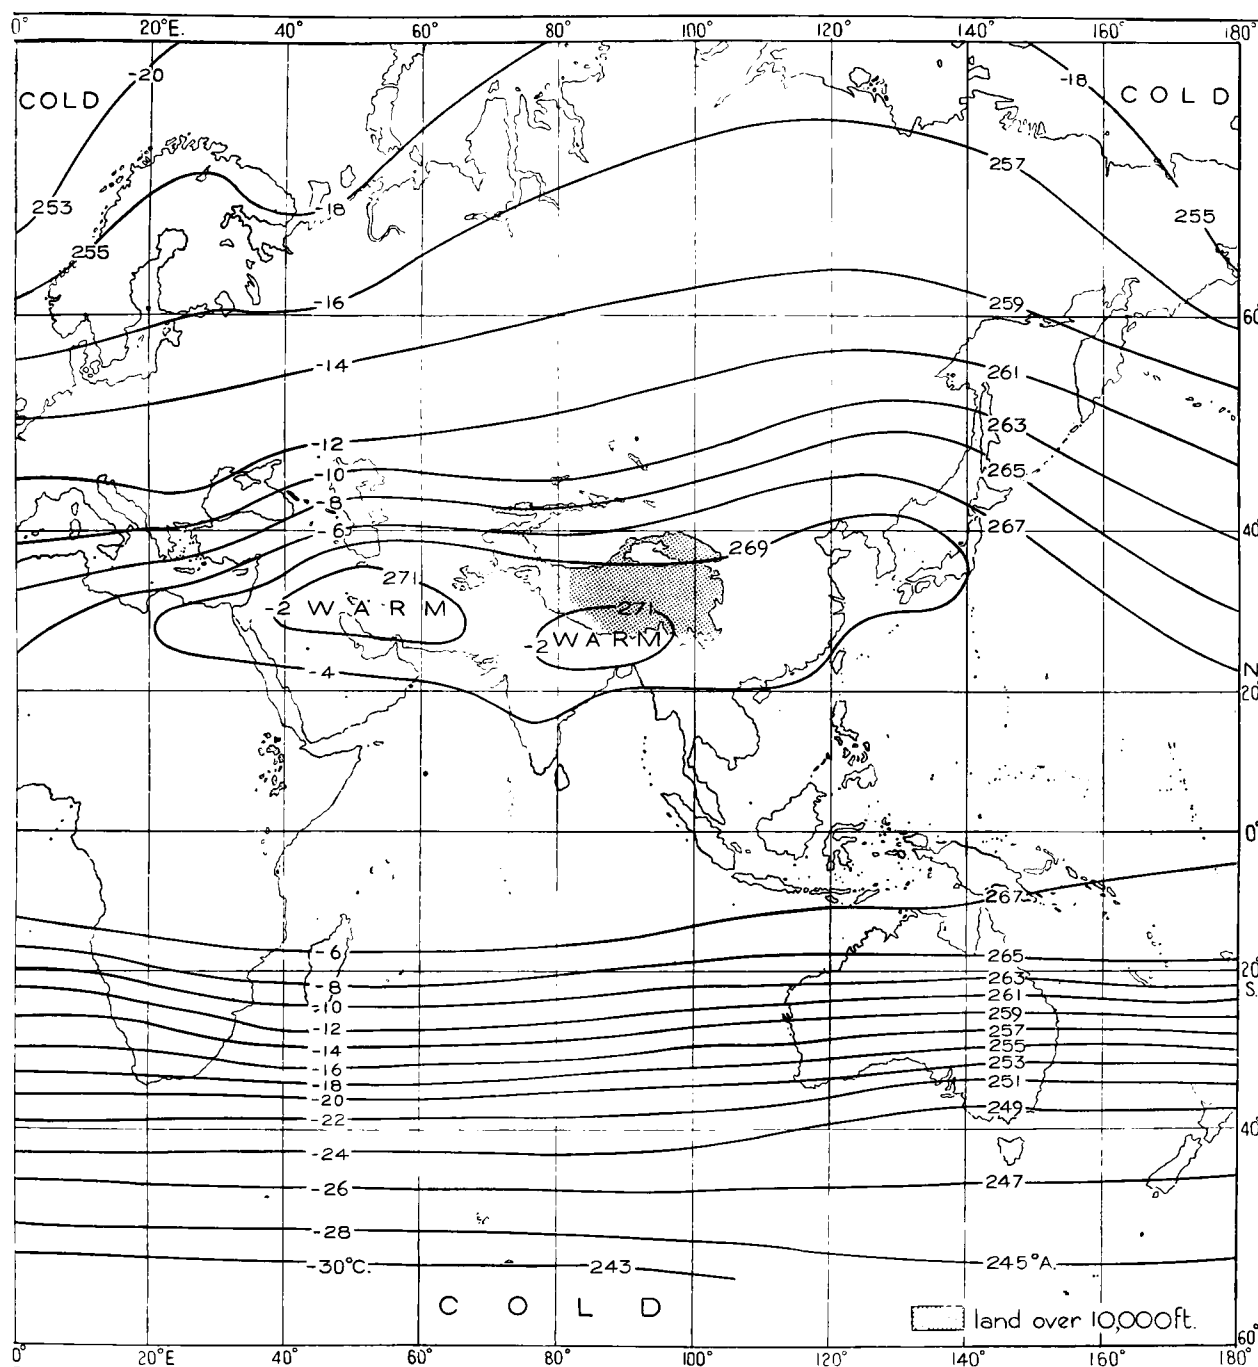 0° 20°E. 40° 60° 80° 100° 120° 140° 160° 180°
-20 -18
COLD COLD
257
253 -18 255
255
-16 259 60°
-14 261
-12 263
-10 265
-8
-6 267 40°
269
271
-2 WARM 271
-2 WARM
-4 N
20°
0°
267
-6 265 20°
-8 263 S.
-10 261
-12 259
-14 257
-16 255
-18 253
-20 251
-22 249
40°
-24
-26 247
-28
-30°C. 243 245°A.
COLD
land over 10,000ft.
60°
0° 20°E 40° 60° 80° 100° 120° 140° 160° 180°